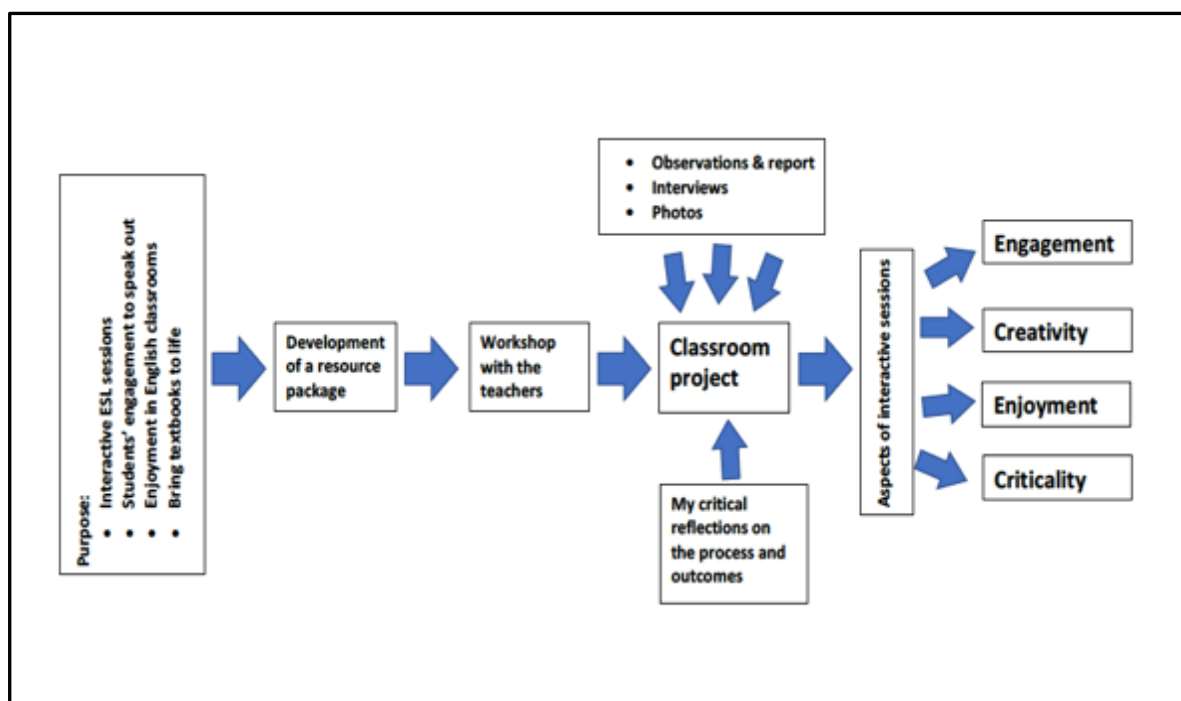 Purpose:
• Interactive ESL sessions
• Students' engagement to speak out
• Enjoyment in English classrooms
• Bring textbooks to life
Development
of a resource
package
Workshop
with the
teachers
• Observations & report
• Interviews
• Photos
Classroom
project
My critical
reflections on
the process and
outcomes
Aspects of interactive sessions
Engagement
Creativity
Enjoyment
Criticality